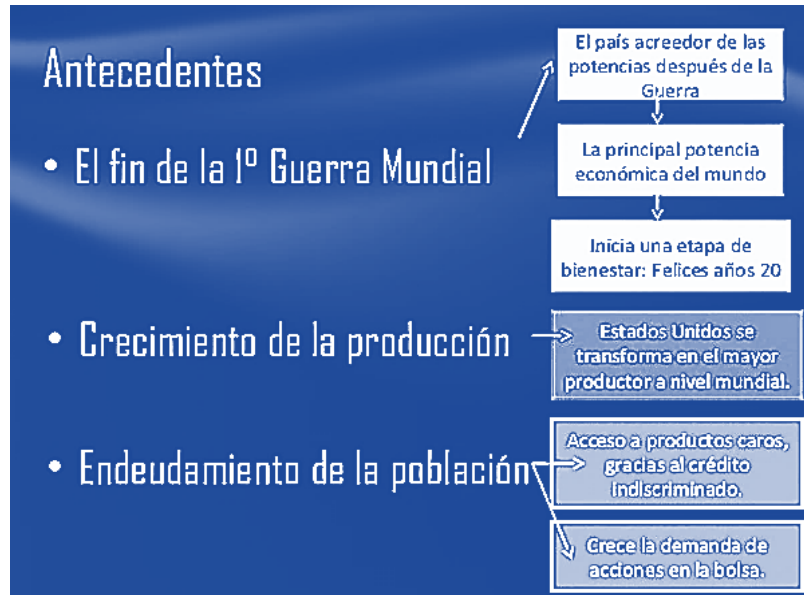 Antecedentes
• El fin de la 1º Guerra Mundial
El país acreedor de las
potencias después de la
Guerra
La principal potencia
económica del mundo
Inicia una etapa de
bienestar: Felices años 20
• Crecimiento de la producción
Estados Unidos se
transforma en el mayor
productor a nivel mundial.
• Endeudamiento de la población
Acceso a productos caros,
gracias al crédito
indiscriminado.
Crece la demanda de
acciones en la bolsa.